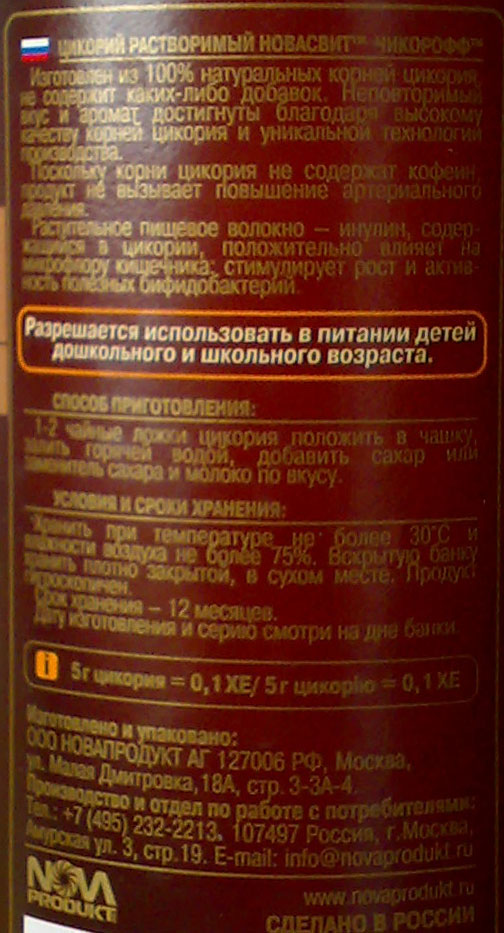 ЦИКОРИЙ РАСТВОРИМЫЙ НОВАСВИТ™ ЧИКОРОФФ™
Изготовлен из 100% натуральных корней цикория,
не содержит каких-либо добавок. Неповторимый
вкус и аромат достигнуты благодаря высокому
качеству корней цикория и уникальной технологии
производства.
Поскольку корни цикория не содержат кофеин,
продукт не вызывает повышение артериального
давления.
Растительное пищевое волокно – инулин, содер-
жащийся в цикории, положительно влияет на
микрофлору кишечника: стимулирует рост и актив-
ность полезных бифидобактерий.
Разрешается использовать в питании детей
дошкольного и школьного возраста.
СПОСОБ ПРИГОТОВЛЕНИЯ:
1-2 чайные ложки цикория положить в чашку,
залить горячей водой, добавить сахар или
заменитель сахара и молоко по вкусу.
УСЛОВИЯ И СРОКИ ХРАНЕНИЯ:
Хранить при температуре не более 30°С и
влажности воздуха не более 75%. Вскрытую банку
хранить плотно закрытой, в сухом месте. Продукт
гигроскопичен.
Срок хранения – 12 месяцев.
Дату изготовления и серию смотри на дне банки.
i 5г цикория = 0,1ХЕ/ 5г цикорію = 0,1ХЕ
Изготовлено и упаковано:
ООО НОВАПРОДУКТ АГ 127006 РФ, Москва,
ул. Малая Дмитровка,18А, стр. 3-3А-4.
Производство и отдел по работе с потребителями:
Тел.: +7 (495) 232-2213, 107497 Россия, г.Москва,
Амурская ул. 3, стр.19. E-mail: info@novaprodukt.ru
NOVA
PRODUKT
www.novaprodukt.ru
СДЕЛАНО В РОССИИ